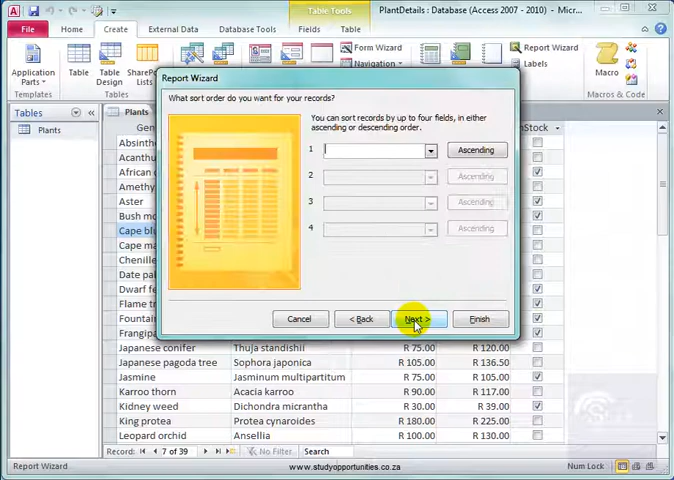 Table Tools
PlantDetails : Database (Access 2007 - 2010) - Micr...
File Home Create External Data Database Tools Fields Table
Application Parts
Table
Table Design
SharePoint Lists
Form Wizard
Navigation
Report Wizard
Labels
Macro
Templates
Tables
Reports
Macros & Code
Tables
Plants
Plants
InStock
Report Wizard
What sort order do you want for your records?
You can sort records by up to four fields, in either
ascending or descending order.
1 Ascending
2 Ascending
3 Ascending
4 Ascending
Cancel < Back Next > Finish
Absinth
Acanthu
African d
Amethy
Aster
Bush m
Cape bl
Cape m
Chenille
Date pa
Dwarf fe
Flame tr
Fountai
Frangip
Japanese conifer Thuja standishii R 75.00 R 120.00
Japanese pagoda tree Sophora japonica R 105.00 R 136.50
Jasmine Jasminum multipartitum R 75.00 R 105.00
Karroo thorn Acacia karroo R 90.00 R 117.00
Kidney weed Dichondra micrantha R 30.00 R 39.00
King protea Protea cynaroides R 180.00 R 225.00
Leopard orchid Ansellia R 100.00 R 130.00
Record: 7 of 39 No Filter Search
Report Wizard www.studyopportunities.co.za Num Lock